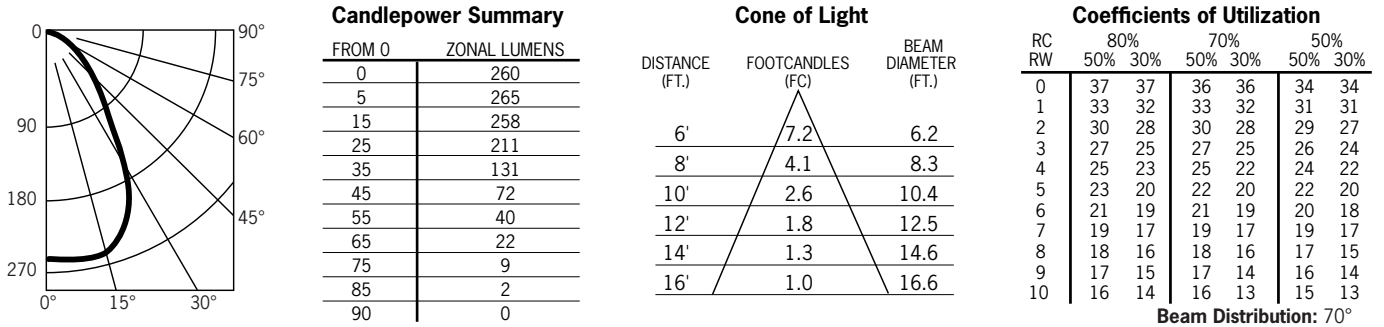 0
90°
75°
90
60°
180
45°
270
0°
15°
30°
Candlepower Summary
FROM 0 ZONAL LUMENS
0 260
5 265
15 258
25 211
35 131
45 72
55 40
65 22
75 9
85 2
90 0
Cone of Light
DISTANCE (FT.) FOOTCANDLES (FC) BEAM DIAMETER (FT.)
6' 7.2 6.2
8' 4.1 8.3
10' 2.6 10.4
12' 1.8 12.5
14' 1.3 14.6
16' 1.0 16.6
Coefficients of Utilization
RC 80% 70% 50%
RW 50% 30% 50% 30% 50% 30%
0 37 37 36 36 34 34
1 33 32 33 32 31 31
2 30 28 30 28 29 27
3 27 25 27 25 26 24
4 25 23 25 22 24 22
5 23 20 22 20 22 20
6 21 19 21 19 20 18
7 19 17 19 17 19 17
8 18 16 18 16 17 15
9 17 15 17 14 16 14
10 16 14 16 13 15 13
Beam Distribution: 70°